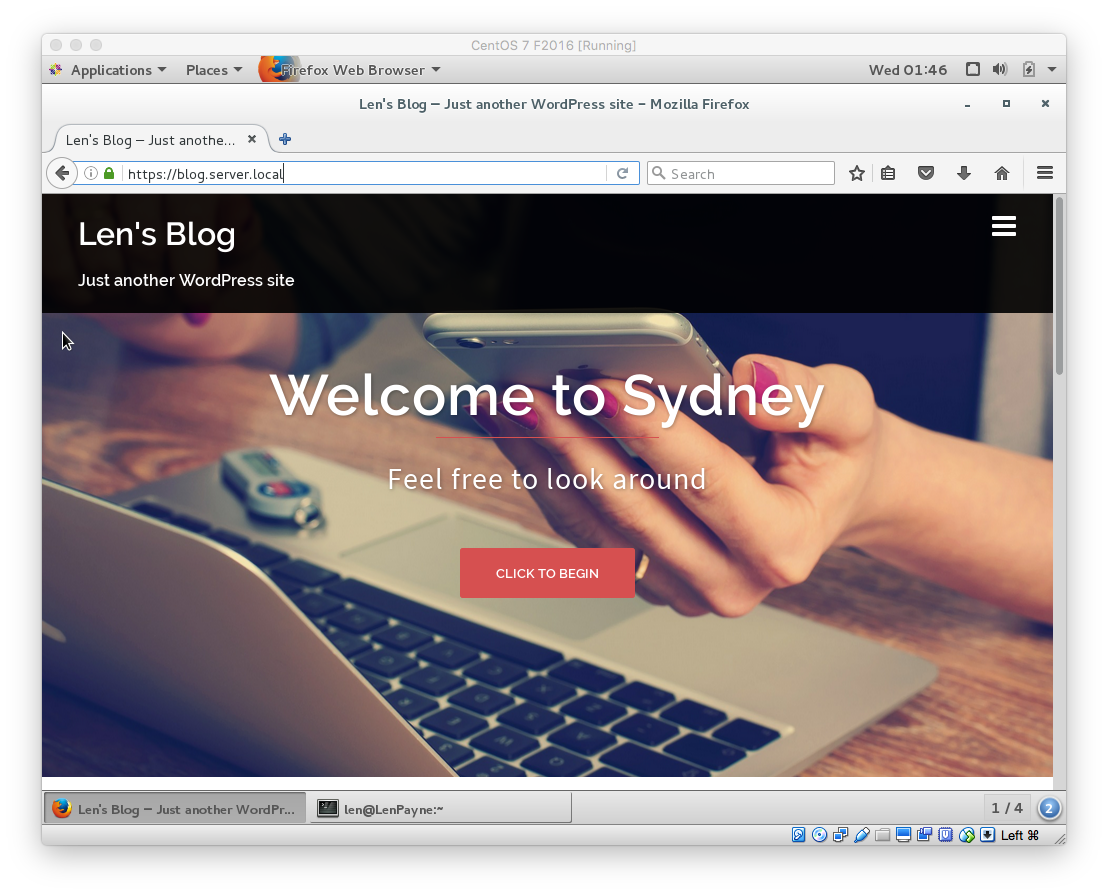 CentOS 7 F2016 [Running]
Applications Places Firefox Web Browser Wed 01:46
Len's Blog – Just another WordPress site - Mozilla Firefox
Len's Blog – Just anothe...
https://blog.server.local Search
Len's Blog
Just another WordPress site
Welcome to Sydney
Feel free to look around
CLICK TO BEGIN
Len's Blog – Just another WordPr... len@LenPayne:~ 1 / 4 2
Left ⌘